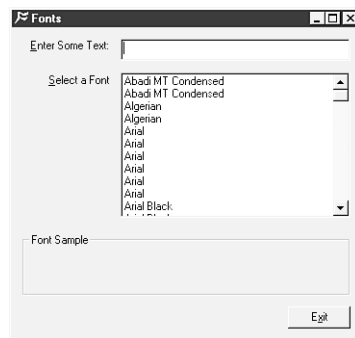 Fonts
Enter Some Text:
Select a Font
Abadi MT Condensed
Abadi MT Condensed
Algerian
Algerian
Arial
Arial
Arial
Arial
Arial
Arial
Arial Black
Font Sample
Exit